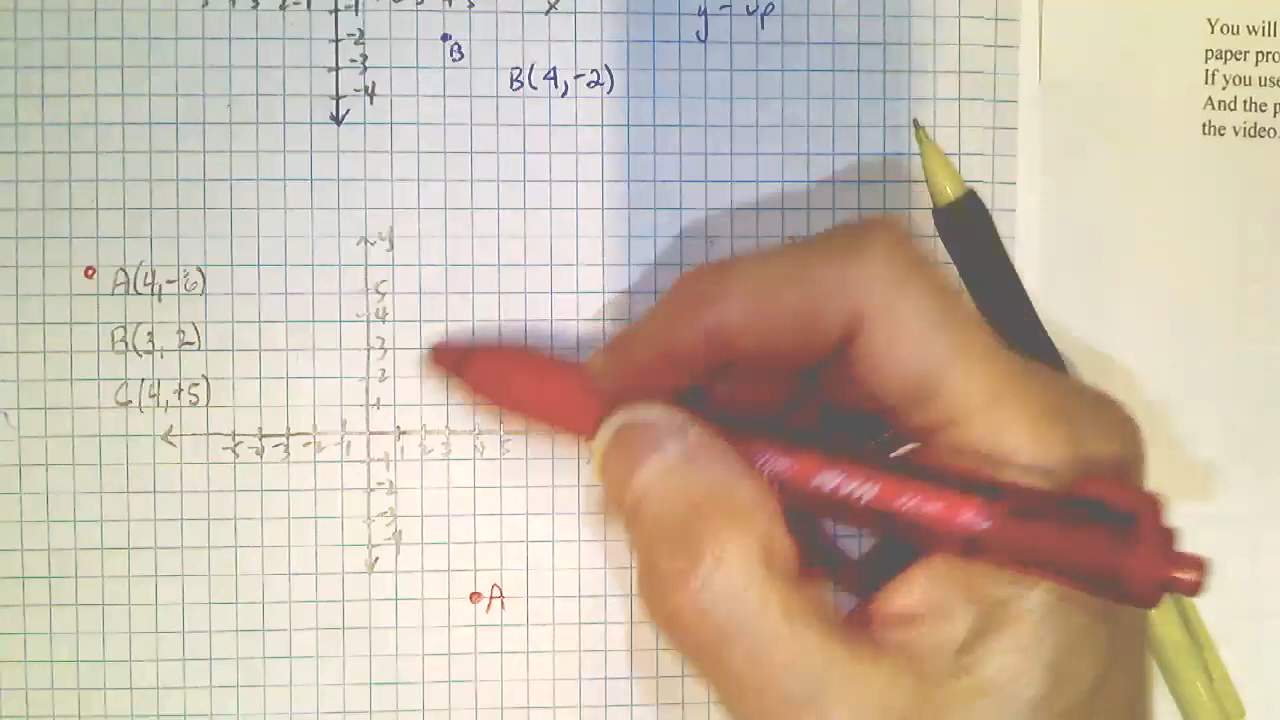 -1
-2
-3
-4
B
B(4,-2)
x
y - up
You will
paper pro
If you use
And the p
the video.
y
A(4,-6)
B(3, 2)
C(4,+5)
5
4
3
2
1
-5 -4 -3 -2 -1 1 2 3 4 5
-1
-2
-3
-4
A